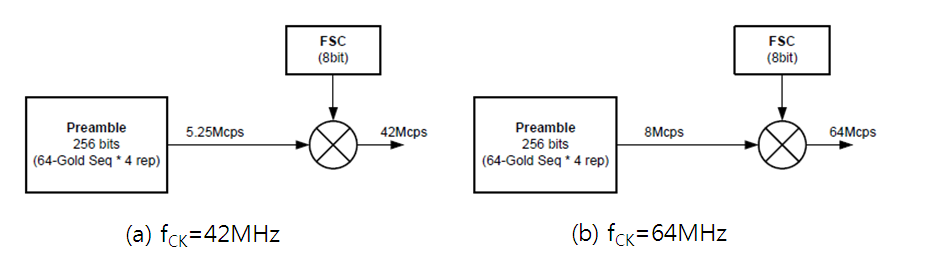 FSC
(8bit)
Preamble
256 bits
(64-Gold Seq * 4 rep)
5.25Mcps
42Mcps
(a) fCK=42MHz
FSC
(8bit)
Preamble
256 bits
(64-Gold Seq * 4 rep)
8Mcps
64Mcps
(b) fCK=64MHz